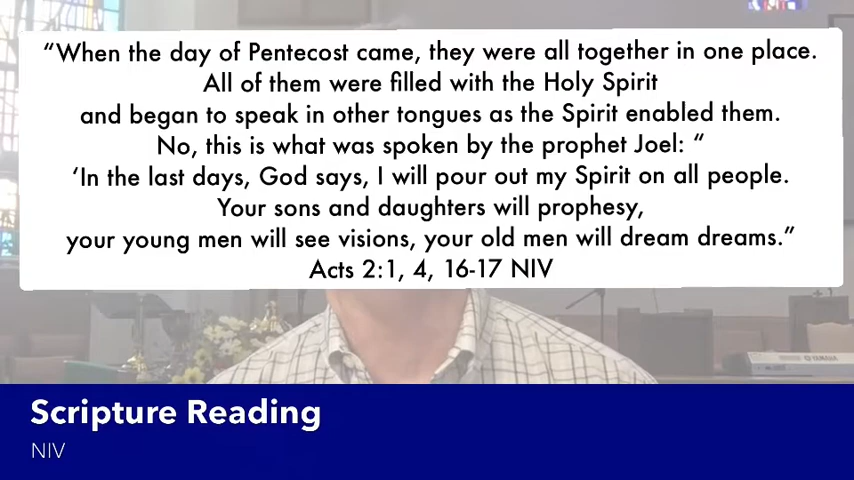 “When the day of Pentecost came, they were all together in one place.
All of them were filled with the Holy Spirit
and began to speak in other tongues as the Spirit enabled them.
No, this is what was spoken by the prophet Joel: “
‘In the last days, God says, I will pour out my Spirit on all people.
Your sons and daughters will prophesy,
your young men will see visions, your old men will dream dreams.”
Acts 2:1, 4, 16-17 NIV
YAMAHA
Scripture Reading
NIV